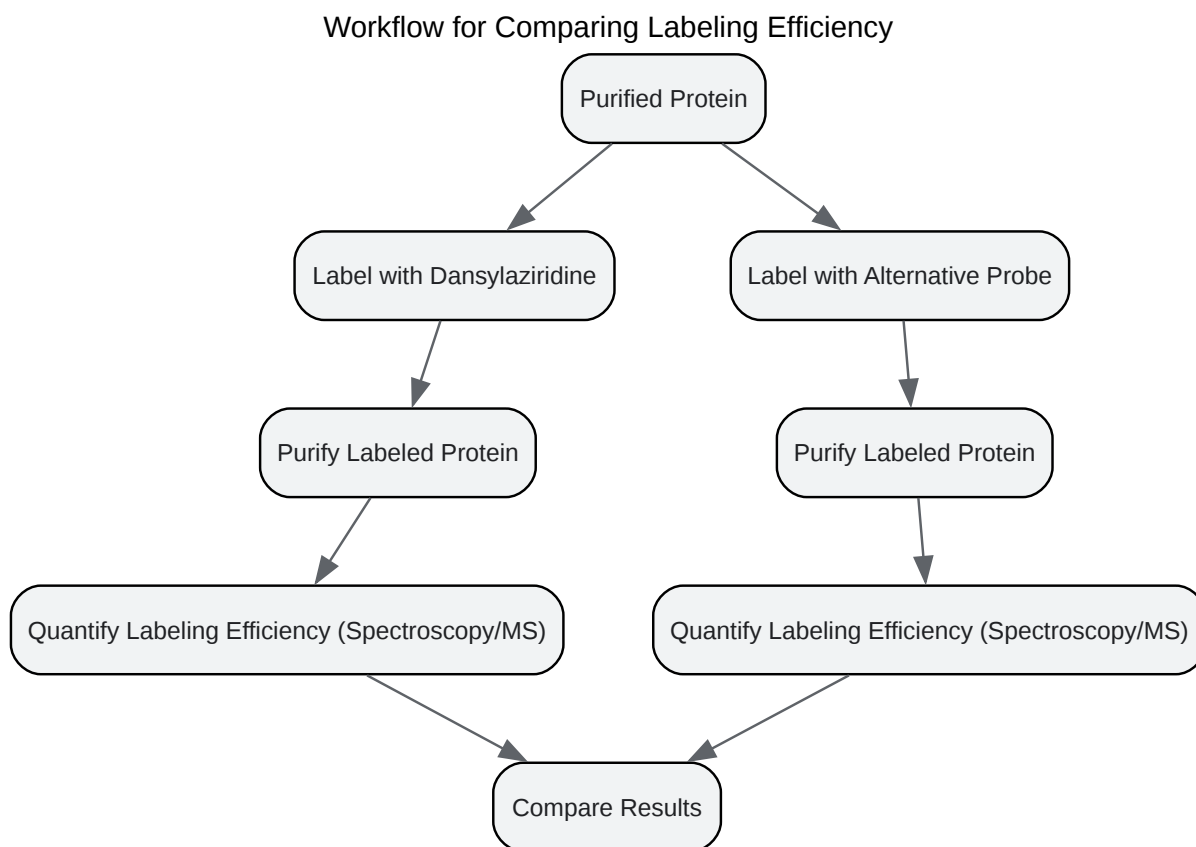 Workflow for Comparing Labeling Efficiency
Purified Protein
Label with Dansylaziridine
Label with Alternative Probe
Purify Labeled Protein
Purify Labeled Protein
Quantify Labeling Efficiency (Spectroscopy/MS)
Quantify Labeling Efficiency (Spectroscopy/MS)
Compare Results